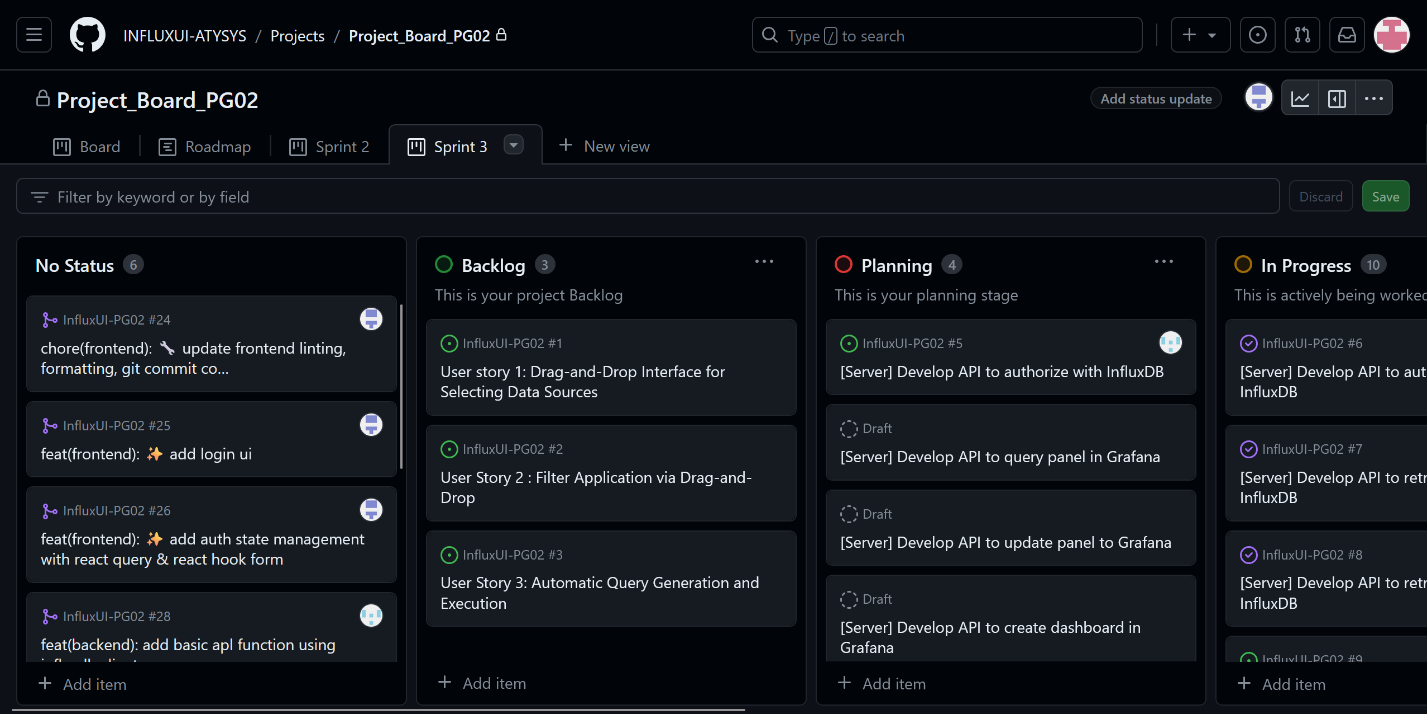 INFLUXUI-ATYSYS / Projects / Project_Board_PG02
Type / to search
Project_Board_PG02
Add status update
Board
Roadmap
Sprint 2
Sprint 3
New view
Filter by keyword or by field
Discard
Save
No Status 6
InfluxUI-PG02 #24
chore(frontend): 🔧 update frontend linting,
formatting, git commit co...
InfluxUI-PG02 #25
feat(frontend): ✨ add login ui
InfluxUI-PG02 #26
feat(frontend): ✨ add auth state management
with react query & react hook form
InfluxUI-PG02 #28
feat(backend): add basic apI function using
Add item
Backlog 3
This is your project Backlog
InfluxUI-PG02 #1
User story 1: Drag-and-Drop Interface for
Selecting Data Sources
InfluxUI-PG02 #2
User Story 2 : Filter Application via Drag-and-
Drop
InfluxUI-PG02 #3
User Story 3: Automatic Query Generation and
Execution
Add item
Planning 4
This is your planning stage
InfluxUI-PG02 #5
[Server] Develop API to authorize with InfluxDB
Draft
[Server] Develop API to query panel in Grafana
Draft
[Server] Develop API to update panel to Grafana
Draft
[Server] Develop API to create dashboard in
Grafana
Add item
In Progress 10
This is actively being worked
InfluxUI-PG02 #6
[Server] Develop API to aut
InfluxDB
InfluxUI-PG02 #7
[Server] Develop API to retr
InfluxDB
InfluxUI-PG02 #8
[Server] Develop API to retr
InfluxDB
InfluxUI-PG02 #9
Add item